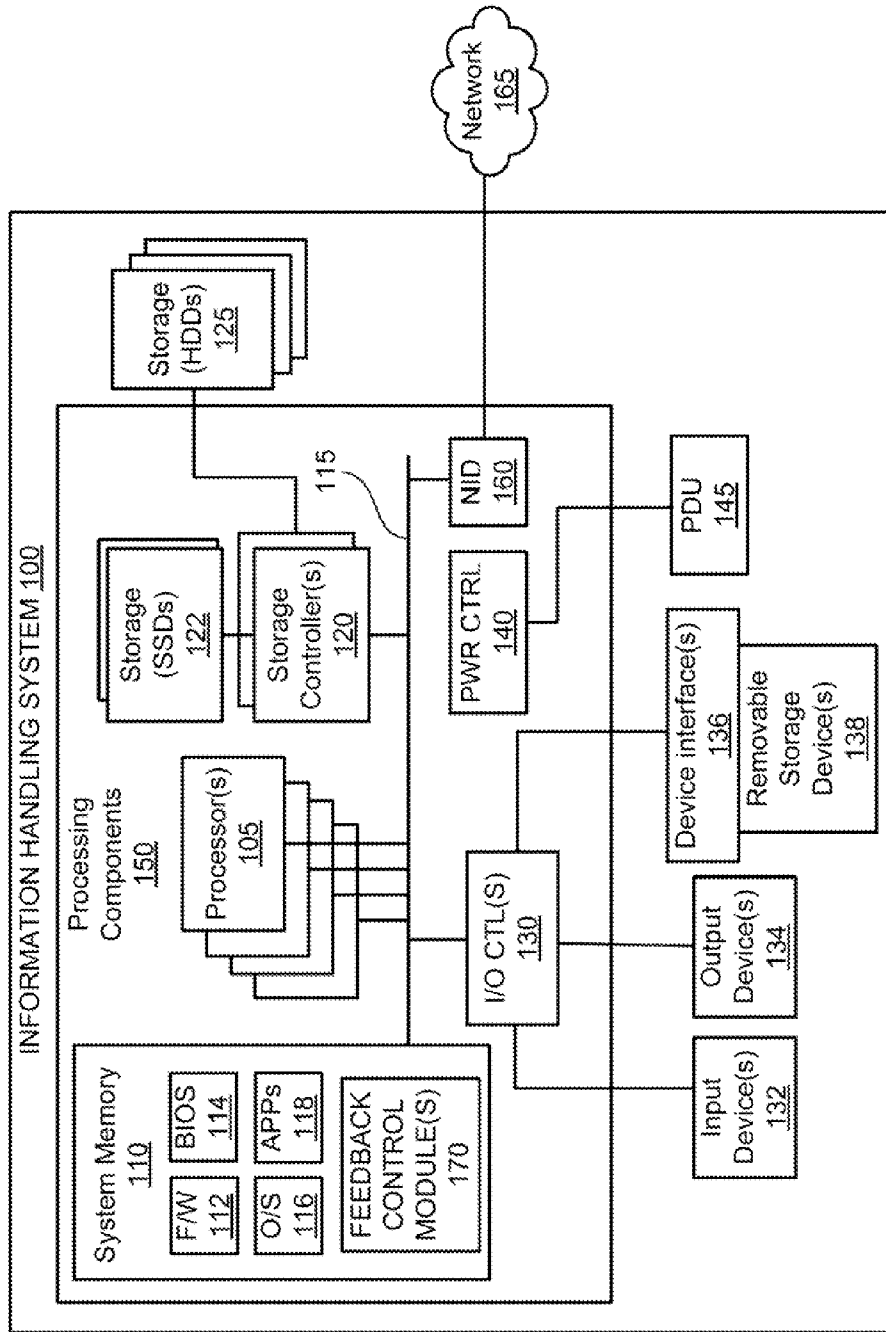 INFORMATION HANDLING SYSTEM 100
System Memory
110
F/W
112
BIOS
114
O/S
116
APPs
118
FEEDBACK
CONTROL
MODULE(S)
170
Processing
Components
150
Processor(s)
105
Storage
(SSDs)
122
Storage
Controller(s)
120
Storage
(HDDs)
125
115
I/O CTL(S)
130
PWR CTRL
140
NID
160
Network
165
Input
Device(s)
132
Output
Device(s)
134
Device interface(s)
136
Removable
Storage
Device(s)
138
PDU
145